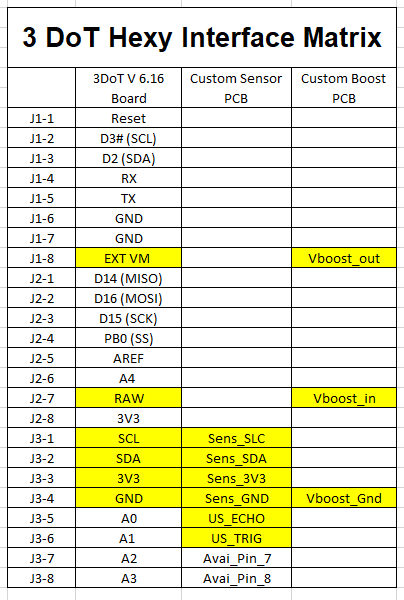 3 DoT Hexy Interface Matrix
3DoT V 6.16 Board Custom Sensor PCB Custom Boost PCB
J1-1 Reset
J1-2 D3# (SCL)
J1-3 D2 (SDA)
J1-4 RX
J1-5 TX
J1-6 GND
J1-7 GND
J1-8 EXT VM Vboost_out
J2-1 D14 (MISO)
J2-2 D16 (MOSI)
J2-3 D15 (SCK)
J2-4 PB0 (SS)
J2-5 AREF
J2-6 A4
J2-7 RAW Vboost_in
J2-8 3V3
J3-1 SCL Sens_SLC
J3-2 SDA Sens_SDA
J3-3 3V3 Sens_3V3
J3-4 GND Sens_GND Vboost_Gnd
J3-5 A0 US_ECHO
J3-6 A1 US_TRIG
J3-7 A2 Avai_Pin_7
J3-8 A3 Avai_Pin_8